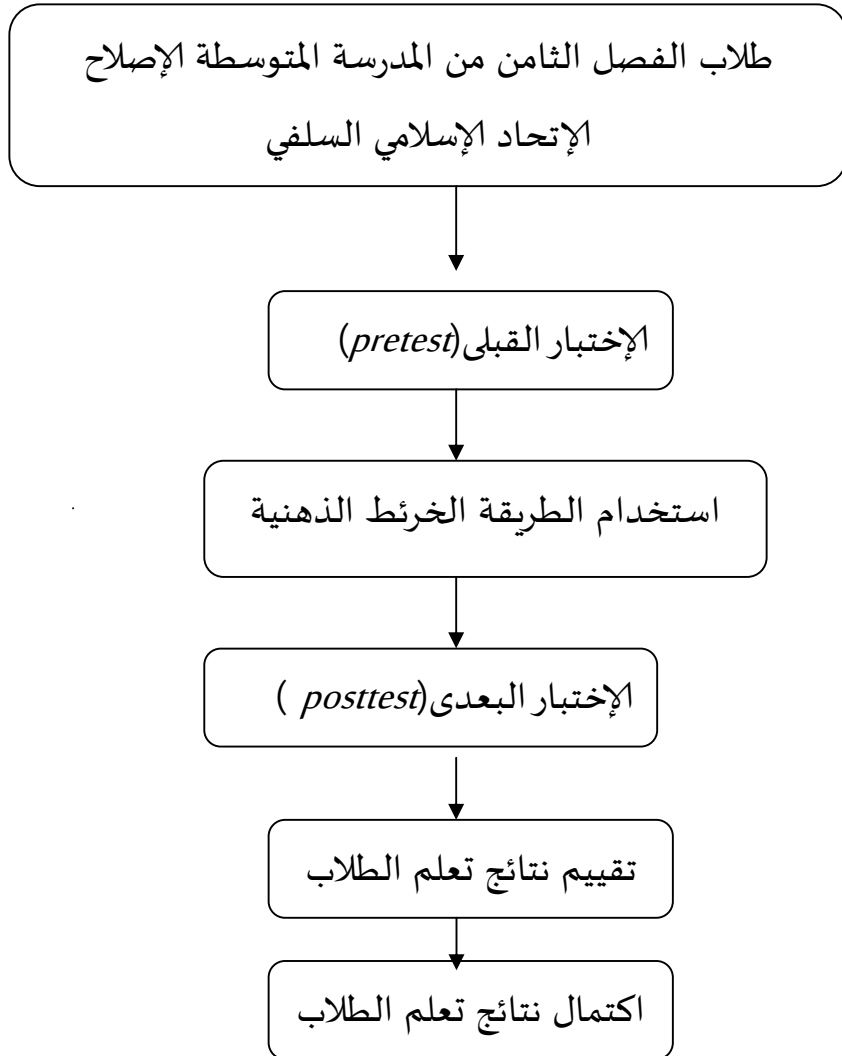 طلاب الفصل الثامن من المدرسة المتوسطة الإصلاح
الإتحاد الإسلامي السلفي
الإختبار القبلى(pretest)
استخدام الطريقة الخرئط الذهنية
الإختبار البعدى(posttest )
تقييم نتائج تعلم الطلاب
اكتمال نتائج تعلم الطلاب